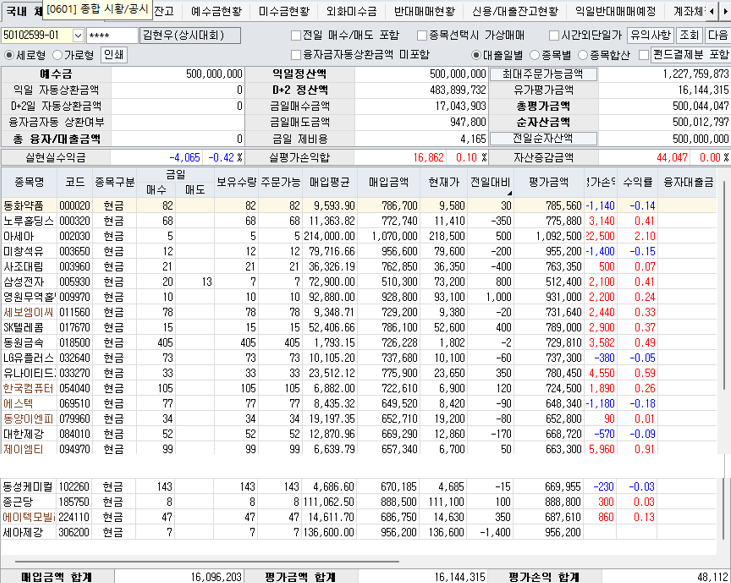 국내 체 [0601] 종합 시황/공시 잔고 예수금현황 미수금현황 외화미수금 반대매매현황 신용/대출잔고현황 익일반대매매예정 계좌체
50102599-01 **** 김현우(상시대회) 전일 매수/매도 포함 종목선택시 가상매매 시간외단일가 유의사항 조회 다음
세로형 가로형 인쇄 융자금자동상환금액 미포함 대출일별 종목별 종목합산 펀드결제분 포함
예수금 500,000,000 익일정산액 500,000,000 최대주문가능금액 1,227,759,873
익일 자동상환금액 0 D+2 정산액 483,899,732 유가평가금액 16,144,315
D+2일 자동상환금액 0 금일매수금액 17,043,903 총평가금액 500,044,047
융자금자동 상환여부 금일매도금액 947,800 순자산금액 500,012,797
총 융자/대출금액 0 금일 제비용 4,165 전일순자산액 500,000,000
실현실수익금 -4,065 -0.42 % 실평가손익합 16,862 0.10 % 자산증감금액 44,047 0.00 %
종목명 코드 종목구분 금일 매수 매도 보유수량 주문가능 매입평균 매입금액 현재가 전일대비 평가금액 평가손익 수익률 융자대출금
동화약품 000020 현금 82 82 82 9,593.90 786,700 9,580 30 785,560 -1,140 -0.14
노루홀딩스 000320 현금 68 68 68 11,363.82 772,740 11,410 -350 775,880 3,140 0.41
아세아 002030 현금 5 5 5 214,000.00 1,070,000 218,500 500 1,092,500 22,500 2.10
미창석유 003650 현금 12 12 12 79,716.66 956,600 79,600 -200 955,200 -1,400 -0.15
사조대림 003960 현금 21 21 21 36,326.19 762,850 36,350 -400 763,350 500 0.07
삼성전자 005930 현금 20 13 7 7 72,900.00 510,300 73,200 800 512,400 2,100 0.41
영원무역홀 009970 현금 10 10 10 92,880.00 928,800 93,100 1,000 931,000 2,200 0.24
세보엠이씨 011560 현금 78 78 78 9,348.71 729,200 9,380 -20 731,640 2,440 0.33
SK텔레콤 017670 현금 15 15 15 52,406.66 786,100 52,600 400 789,000 2,900 0.37
동원금속 018500 현금 405 405 405 1,793.15 726,228 1,802 -2 729,810 3,582 0.49
LG유플러스 032640 현금 73 73 73 10,105.20 737,680 10,100 -60 737,300 -380 -0.05
유나이티드 033270 현금 33 33 33 23,512.12 775,900 23,650 350 780,450 4,550 0.59
한국컴퓨터 054040 현금 105 105 105 6,882.00 722,610 6,900 120 724,500 1,890 0.26
에스텍 069510 현금 77 77 77 8,435.32 649,520 8,420 -90 648,340 -1,180 -0.18
동양이엔피 079960 현금 34 34 34 19,197.35 652,710 19,200 -80 652,800 90 0.01
대한제강 084010 현금 52 52 52 12,870.96 669,290 12,860 -170 668,720 -570 -0.09
제이엠티 094970 현금 99 99 99 6,639.79 657,340 6,700 50 663,300 5,960 0.91
동성케미컬 102260 현금 143 143 143 4,686.60 670,185 4,685 -15 669,955 -230 -0.03
종근당 185750 현금 8 8 8 111,062.50 888,500 111,100 100 888,800 300 0.03
에이텍모빌 224110 현금 47 47 47 14,611.70 686,750 14,630 350 687,610 860 0.13
세아제강 306200 현금 7 7 7 136,600.00 956,200 136,600 -1,400 956,200
매입금액 합계 16,096,203 평가금액 합계 16,144,315 평가손익 합계 48,112